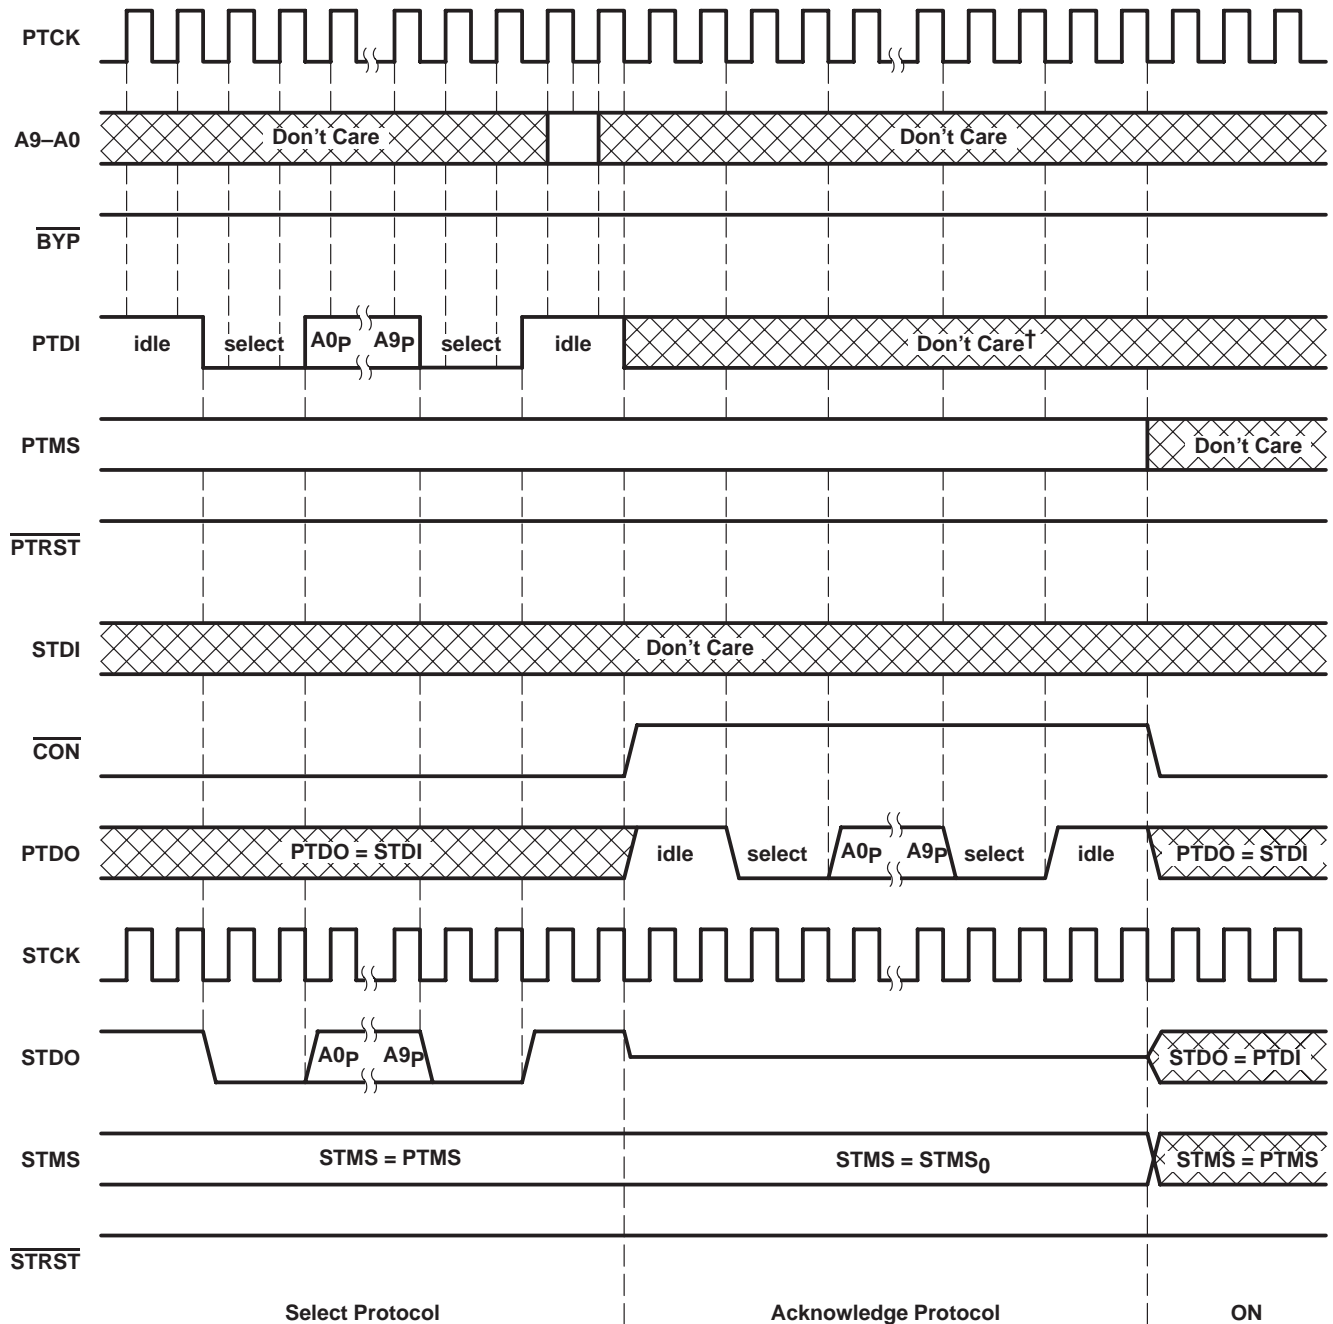 PTCK
A9–A0 Don't Care Don't Care
BYP
PTDI idle select A0P A9P select idle Don't Care†
PTMS Don't Care
PTRST
STDI Don't Care
CON
PTDO PTDO = STDI idle select A0P A9P select idle PTDO = STDI
STCK
STDO A0P A9P STDO = PTDI
STMS STMS = PTMS STMS = STMS0 STMS = PTMS
STRST
Select Protocol Acknowledge Protocol ON